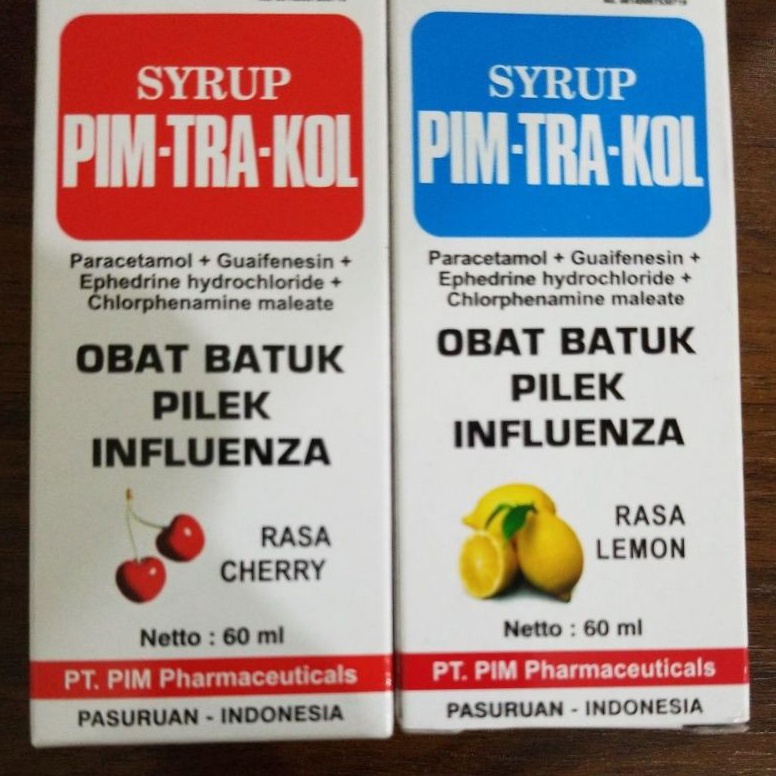 SYRUP
PIM-TRA-KOL
Paracetamol + Guaifenesin +
Ephedrine hydrochloride +
Chlorphenamine maleate
OBAT BATUK
PILEK
INFLUENZA
RASA
CHERRY
Netto : 60 ml
PT. PIM Pharmaceuticals
PASURUAN - INDONESIA
SYRUP
PIM-TRA-KOL
Paracetamol + Guaifenesin +
Ephedrine hydrochloride +
Chlorphenamine maleate
OBAT BATUK
PILEK
INFLUENZA
RASA
LEMON
Netto : 60 ml
PT. PIM Pharmaceuticals
PASURUAN - INDONESIA